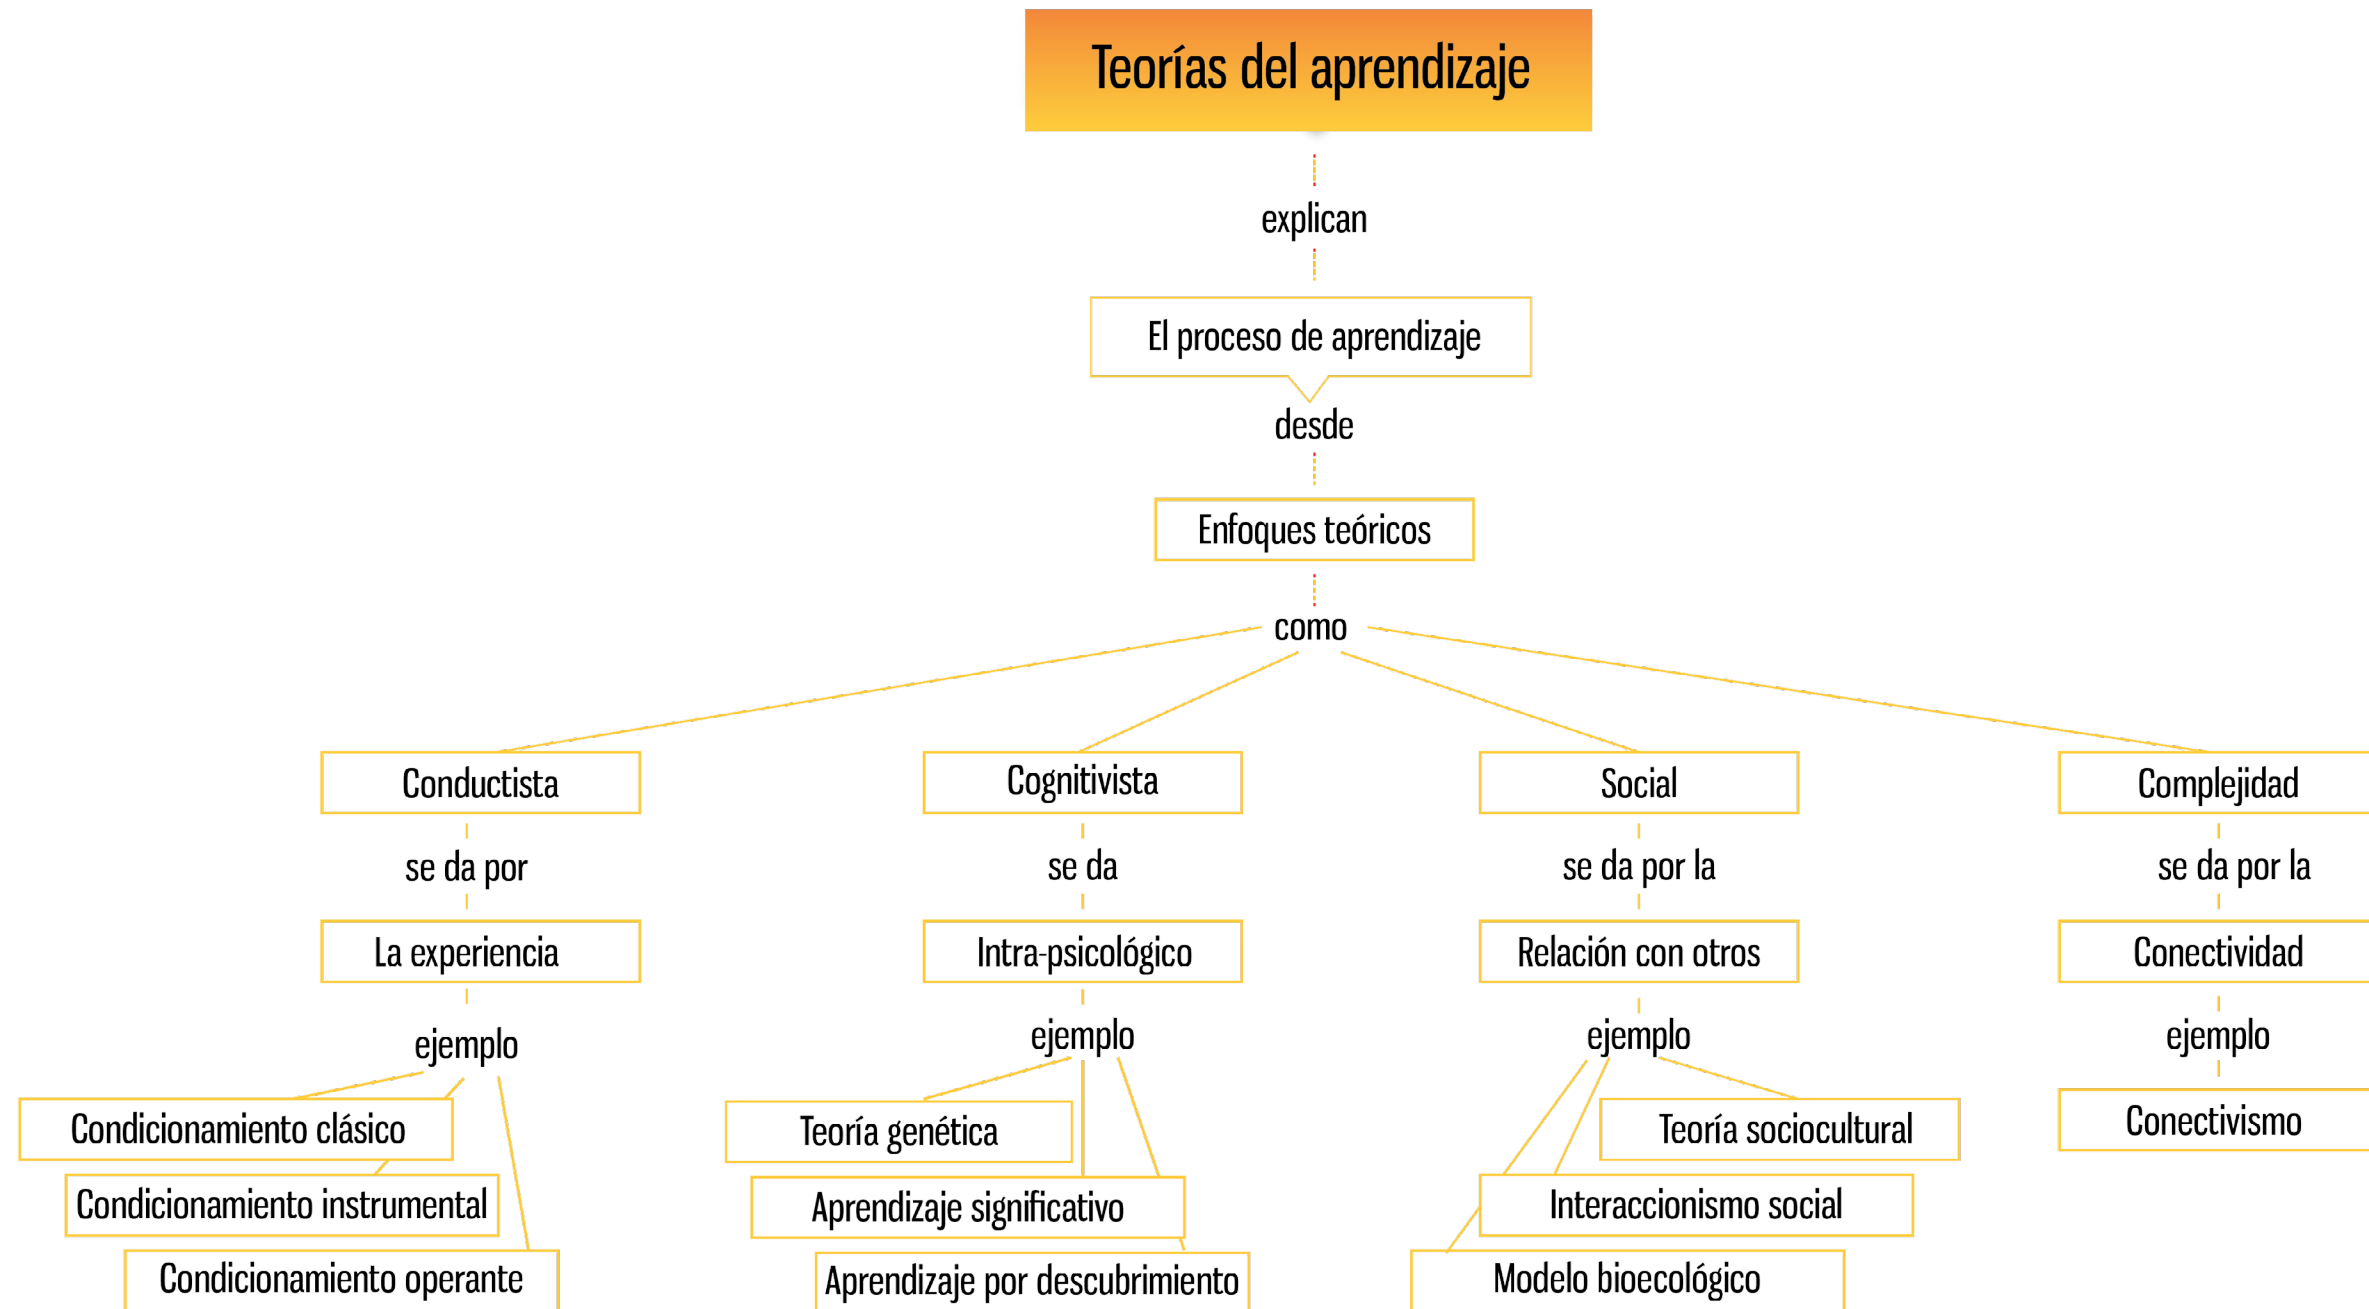 Teorías del aprendizaje
explican
El proceso de aprendizaje
desde
Enfoques teóricos
como
Conductista
Cognitivista
Social
Complejidad
se da por
se da
se da por la
se da por la
La experiencia
Intra-psicológico
Relación con otros
Conectividad
ejemplo
ejemplo
ejemplo
ejemplo
Condicionamiento clásico
Teoría genética
Teoría sociocultural
Conectivismo
Condicionamiento instrumental
Aprendizaje significativo
Interaccionismo social
Condicionamiento operante
Aprendizaje por descubrimiento
Modelo bioecológico